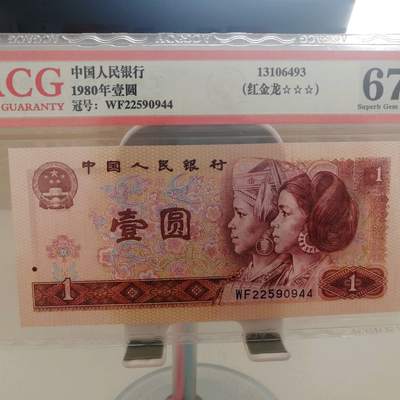 ACG
GUARANTY
中国人民银行
1980年壹圆
冠号：WF22590944
13106493
(红金龙☆☆☆)
67
Superb Gem
中国人民银行
壹圆
1
1
1
WF22590944